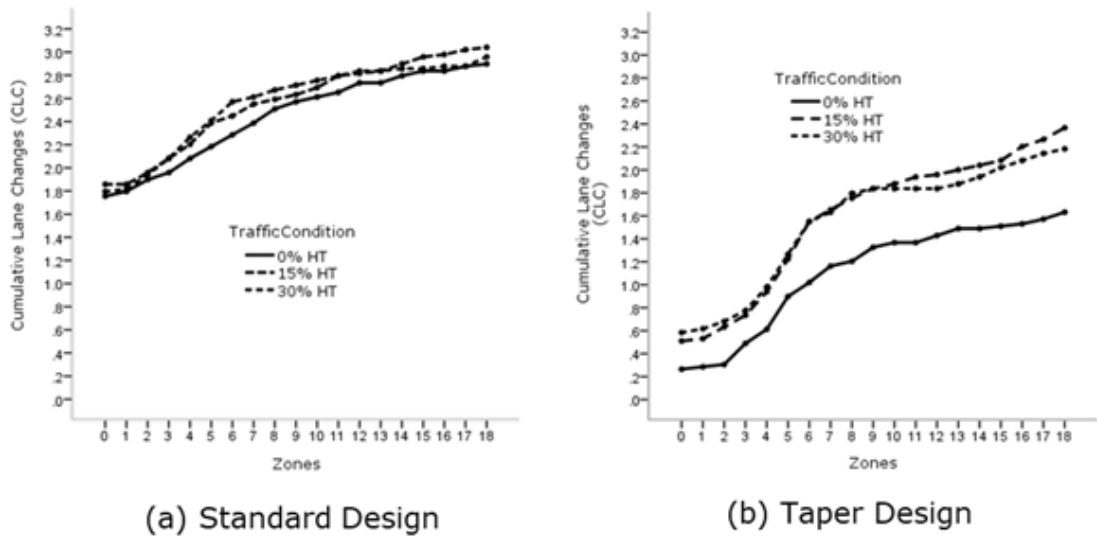 Cumulative Lane Changes (CLC)
3.2
3.0
2.8
2.6
2.4
2.2
2.0
1.8
1.6
1.4
1.2
1.0
.8
.6
.4
.2
.0
TrafficCondition
0% HT
15% HT
30% HT
0 1 2 3 4 5 6 7 8 9 10 11 12 13 14 15 16 17 18
Zones
(a) Standard Design
Cumulative Lane Changes
(CLC)
3.2
3.0
2.8
2.6
2.4
2.2
2.0
1.8
1.6
1.4
1.2
1.0
.8
.6
.4
.2
.0
TrafficCondition
0% HT
15% HT
30% HT
0 1 2 3 4 5 6 7 8 9 10 11 12 13 14 15 16 17 18
Zones
(b) Taper Design